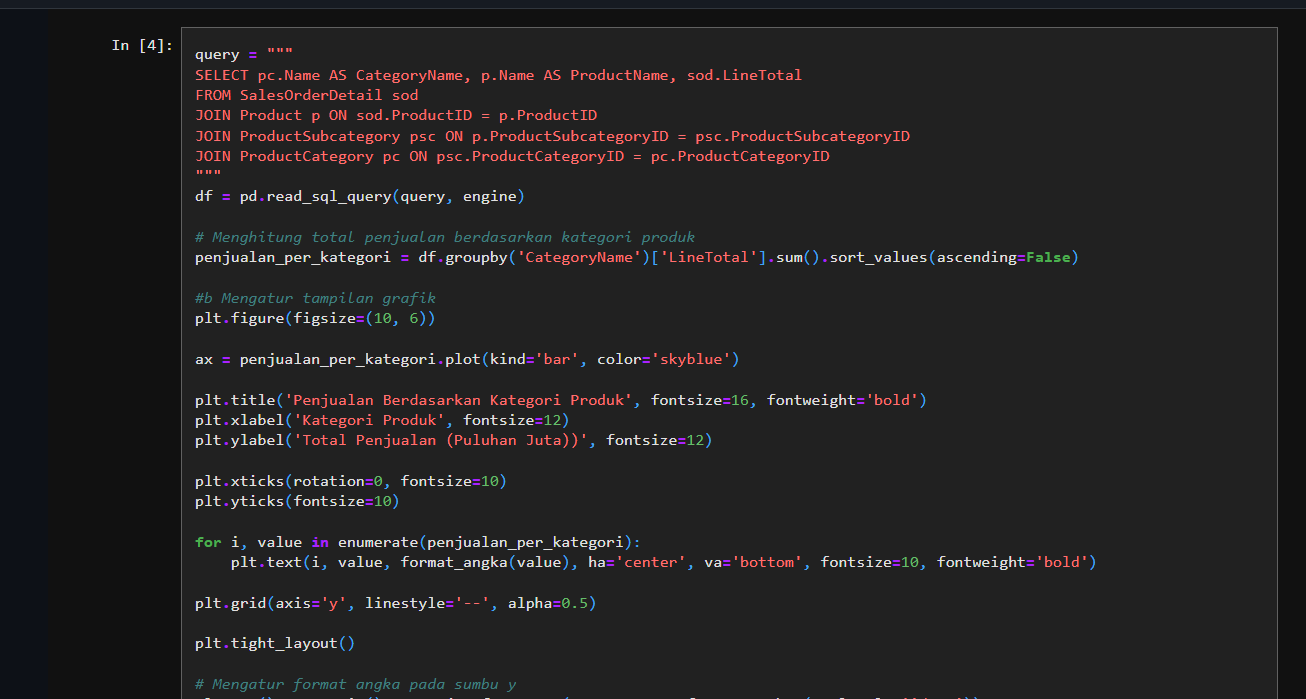 In [4]:
query = """
SELECT pc.Name AS CategoryName, p.Name AS ProductName, sod.LineTotal
FROM SalesOrderDetail sod
JOIN Product p ON sod.ProductID = p.ProductID
JOIN ProductSubcategory psc ON p.ProductSubcategoryID = psc.ProductSubcategoryID
JOIN ProductCategory pc ON psc.ProductCategoryID = pc.ProductCategoryID
"""
df = pd.read_sql_query(query, engine)
# Menghitung total penjualan berdasarkan kategori produk
penjualan_per_kategori = df.groupby('CategoryName')['LineTotal'].sum().sort_values(ascending=False)
#b Mengatur tampilan grafik
plt.figure(figsize=(10, 6))
ax = penjualan_per_kategori.plot(kind='bar', color='skyblue')
plt.title('Penjualan Berdasarkan Kategori Produk', fontsize=16, fontweight='bold')
plt.xlabel('Kategori Produk', fontsize=12)
plt.ylabel('Total Penjualan (Puluhan Juta))', fontsize=12)
plt.xticks(rotation=0, fontsize=10)
plt.yticks(fontsize=10)
for i, value in enumerate(penjualan_per_kategori):
    plt.text(i, value, format_angka(value), ha='center', va='bottom', fontsize=10, fontweight='bold')
plt.grid(axis='y', linestyle='--', alpha=0.5)
plt.tight_layout()
# Mengatur format angka pada sumbu y